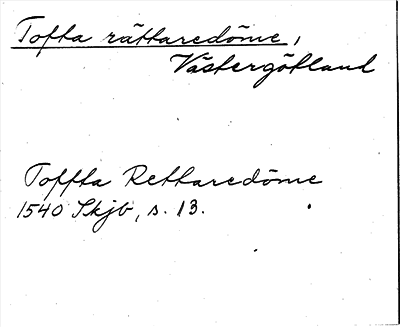 Tofta rättaredöme,
Västergötland
Toffta Rettaredöme
1540 Skjb, s. 13.